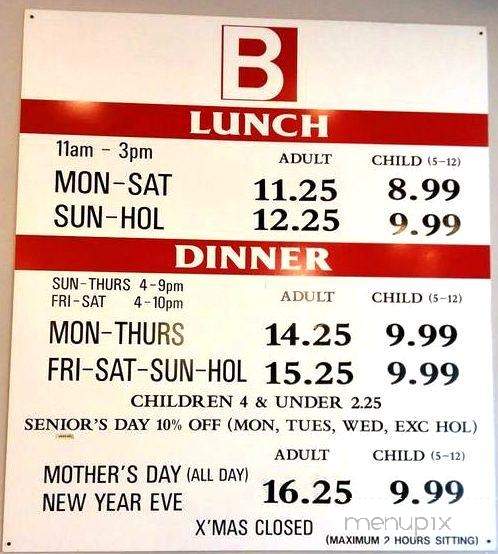 B
LUNCH
11am - 3pm ADULT CHILD (5-12)
MON-SAT 11.25 8.99
SUN-HOL 12.25 9.99
DINNER
SUN-THURS 4-9pm
FRI-SAT 4-10pm ADULT CHILD (5-12)
MON-THURS 14.25 9.99
FRI-SAT-SUN-HOL 15.25 9.99
CHILDREN 4 & UNDER 2.25
SENIOR'S DAY 10% OFF (MON, TUES, WED, EXC HOL)
ADULT CHILD (5-12)
MOTHER'S DAY (ALL DAY)
NEW YEAR EVE 16.25 9.99
X'MAS CLOSED (MAXIMUM 2 HOURS SITTING)
menupix